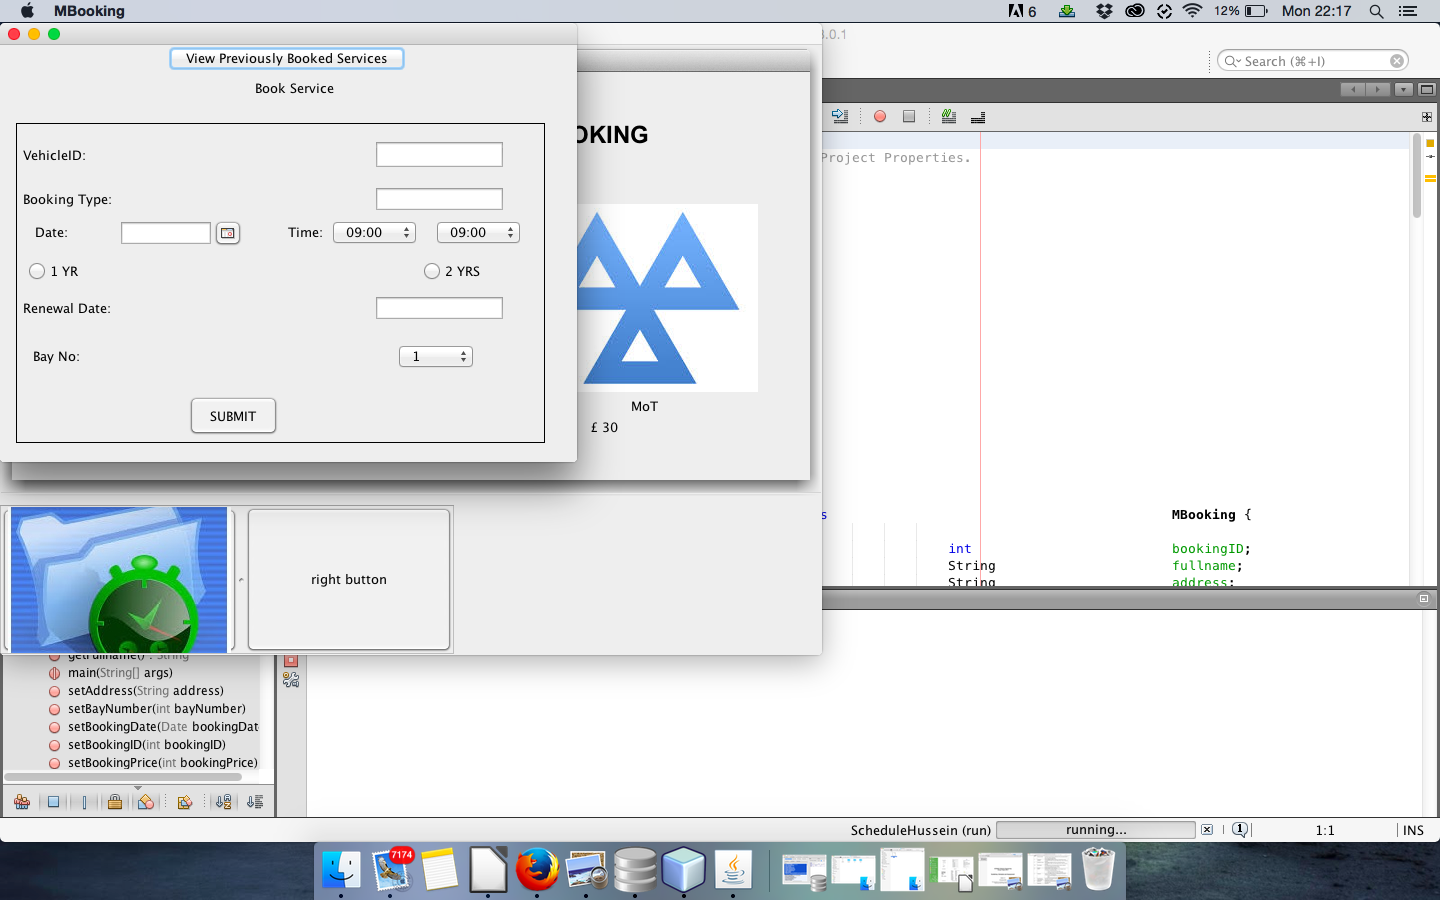 MBooking
6
12%
Mon 22:17
View Previously Booked Services
Book Service
VehicleID:
Booking Type:
Date:
Time:
09:00
09:00
1 YR
2 YRS
Renewal Date:
Bay No:
1
SUBMIT
OKING
MoT
£ 30
right button
.0.1
Search (⌘+I)
Project Properties.
s
MBooking {
int
bookingID;
String
fullname;
String
address;
getFullname() : String
main(String[] args)
setAddress(String address)
setBayNumber(int bayNumber)
setBookingDate(Date bookingDat
setBookingID(int bookingID)
setBookingPrice(int bookingPrice)
ScheduleHussein (run)
running...
1
1:1
INS
7174